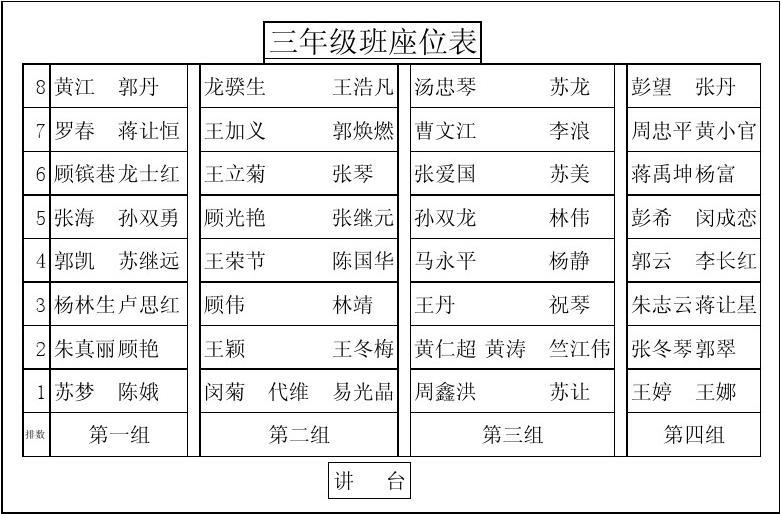 三年级班座位表
8 黄江 郭丹 龙骙生 王浩凡 汤忠琴 苏龙 彭望 张丹
7 罗春 蒋让恒 王加义 郭焕燃 曹文江 李浪 周忠平 黄小官
6 顾镔巷 龙士红 王立菊 张琴 张爱国 苏美 蒋禹坤 杨富
5 张海 孙双勇 顾光艳 张继元 孙双龙 林伟 彭希 闵成恋
4 郭凯 苏继远 王荣节 陈国华 马永平 杨静 郭云 李长红
3 杨林生 卢思红 顾伟 林靖 王丹 祝琴 朱志云 蒋让星
2 朱真丽 顾艳 王颖 王冬梅 黄仁超 黄涛 竺江伟 张冬琴 郭翠
1 苏梦 陈娥 闵菊 代维 易光晶 周鑫洪 苏让 王婷 王娜
排数 第一组 第二组 第三组 第四组
讲 台